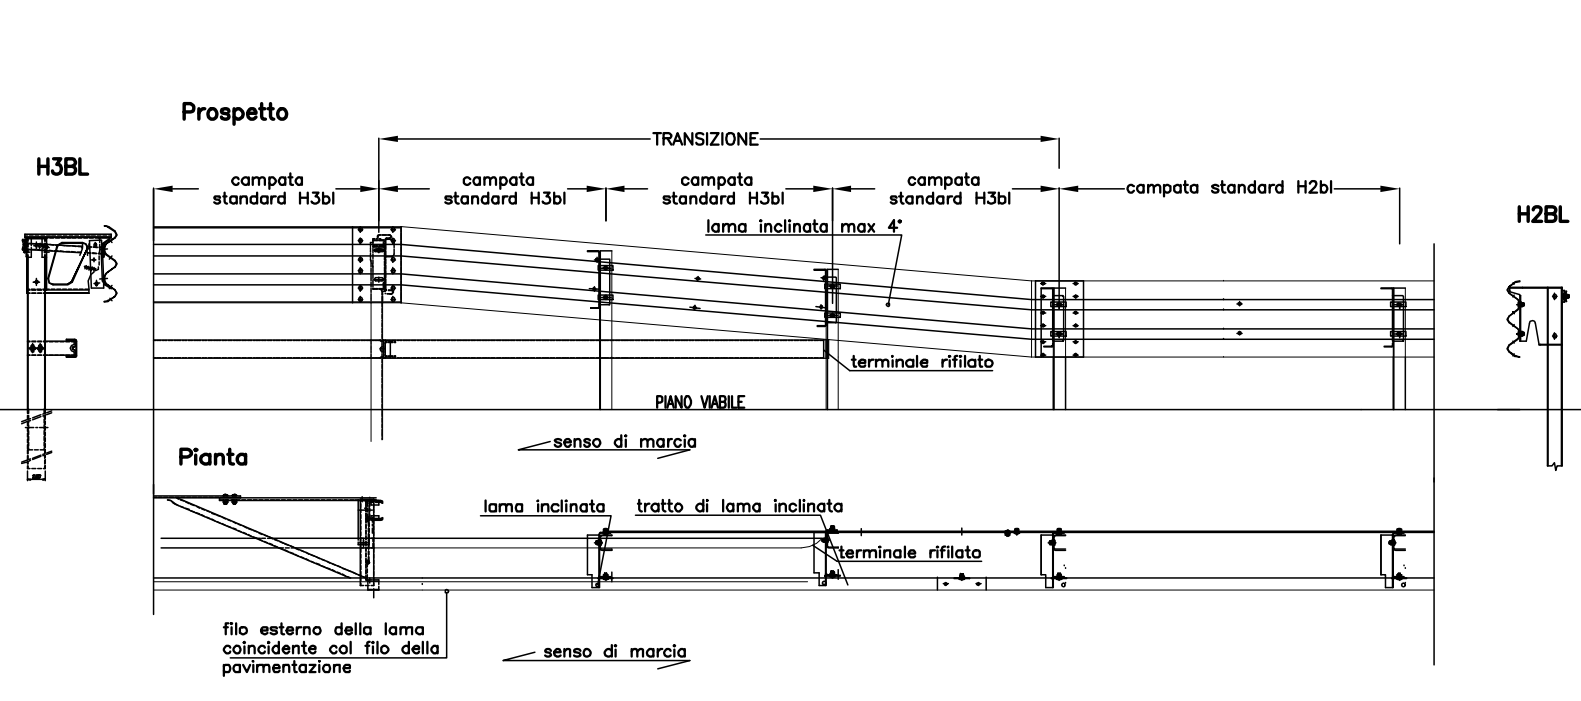 Prospetto
TRANSIZIONE
H3BL
campata
standard H3bl
campata
standard H3bl
campata
standard H3bl
campata
standard H3bl
campata standard H2bl
H2BL
lama inclinata max 4°
terminale rifilato
PIANO VIABILE
senso di marcia
Pianta
lama inclinata
tratto di lama inclinata
terminale rifilato
filo esterno della lama
coincidente col filo della
pavimentazione
senso di marcia